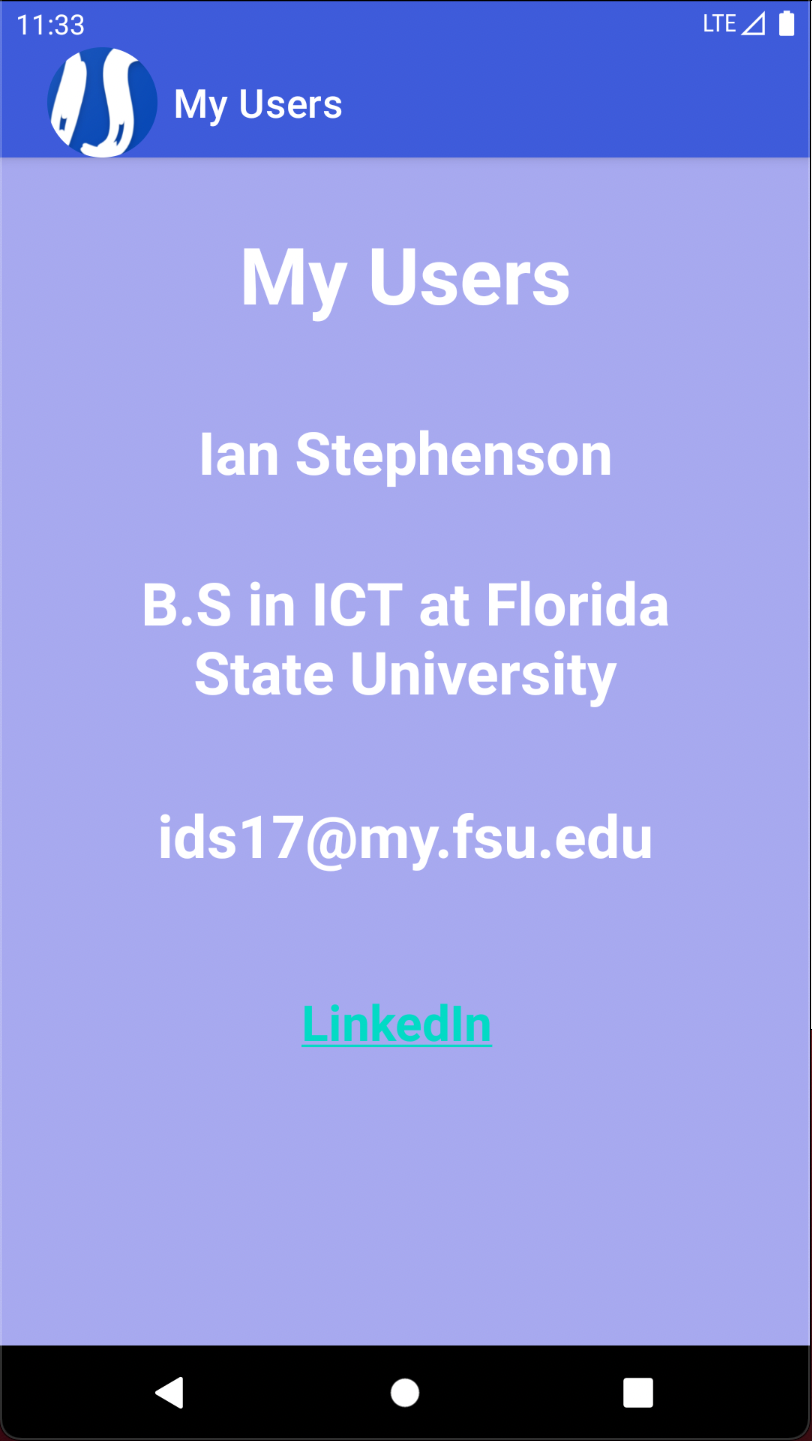 11:33
LTE
My Users
My Users
Ian Stephenson
B.S in ICT at Florida
State University
ids17@my.fsu.edu
LinkedIn